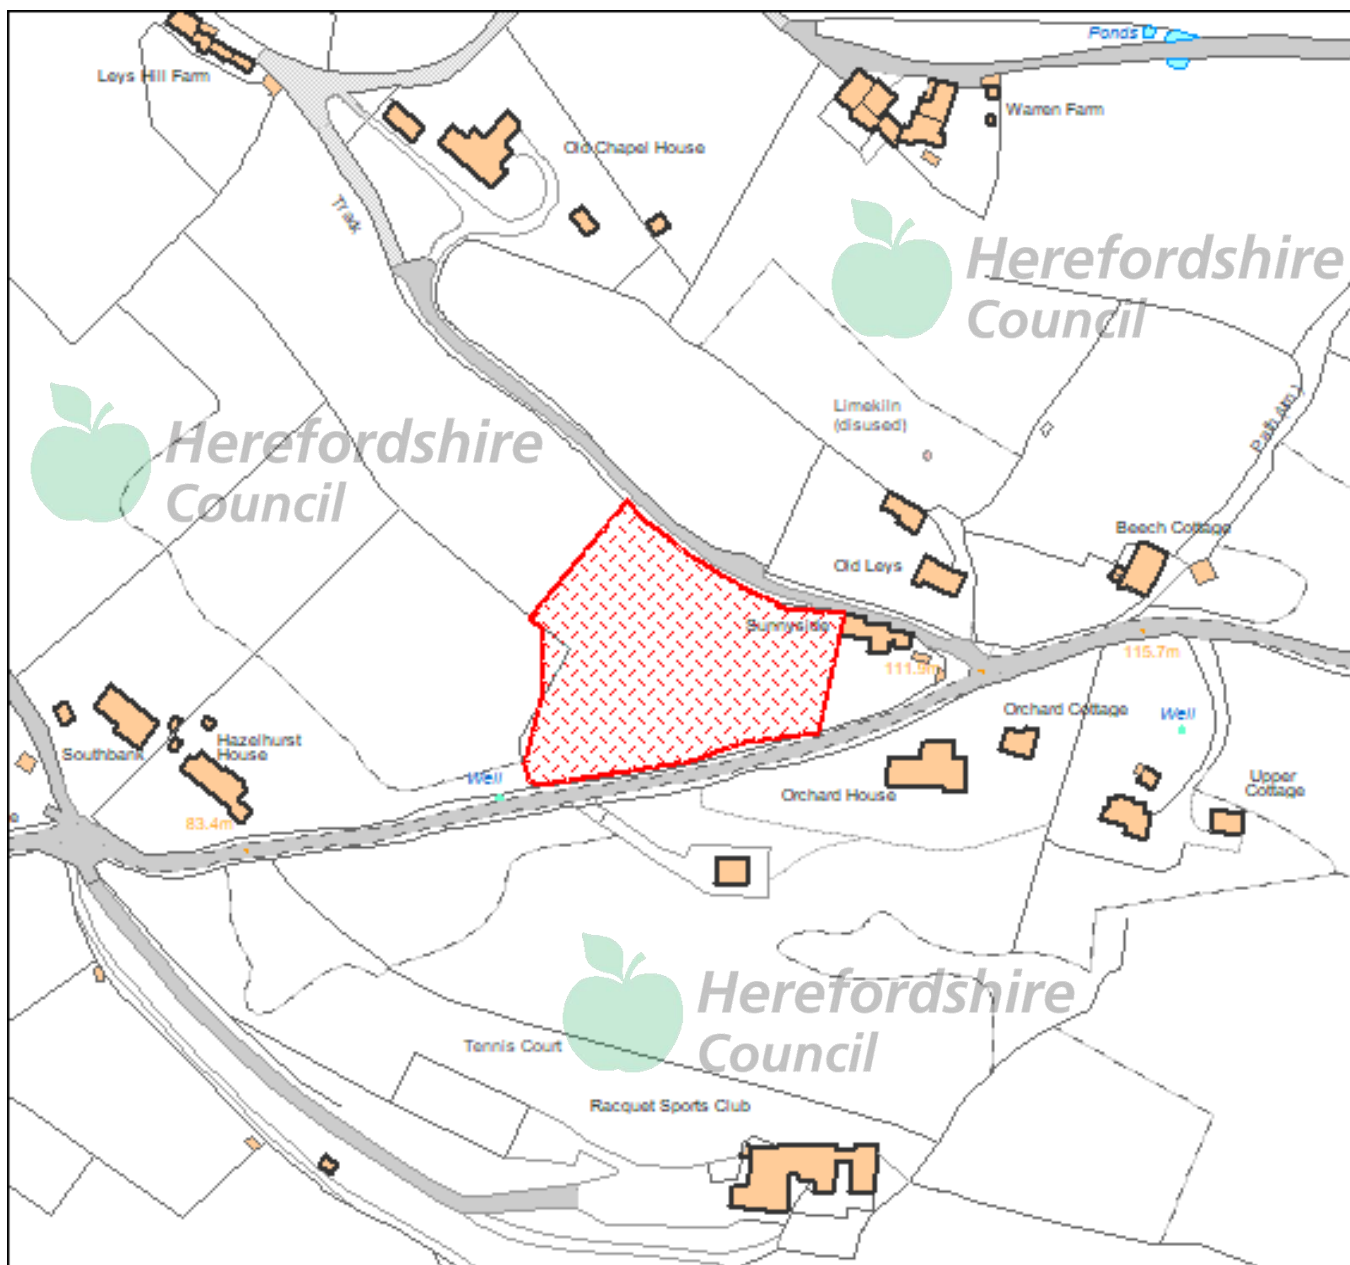 Ponds
Leys Hill Farm
Warren Farm
Old Chapel House
Track
Herefordshire
Council
Limekiln
(disused)
Herefordshire
Council
Path (um)
Beech Cottage
Old Leys
Sunnyside
115.7m
111.9m
Orchard Cottage
Well
Southbank
Hazelhurst
House
Well
Upper
Cottage
Orchard House
83.4m
e
Herefordshire
Council
Tennis Court
Racquet Sports Club